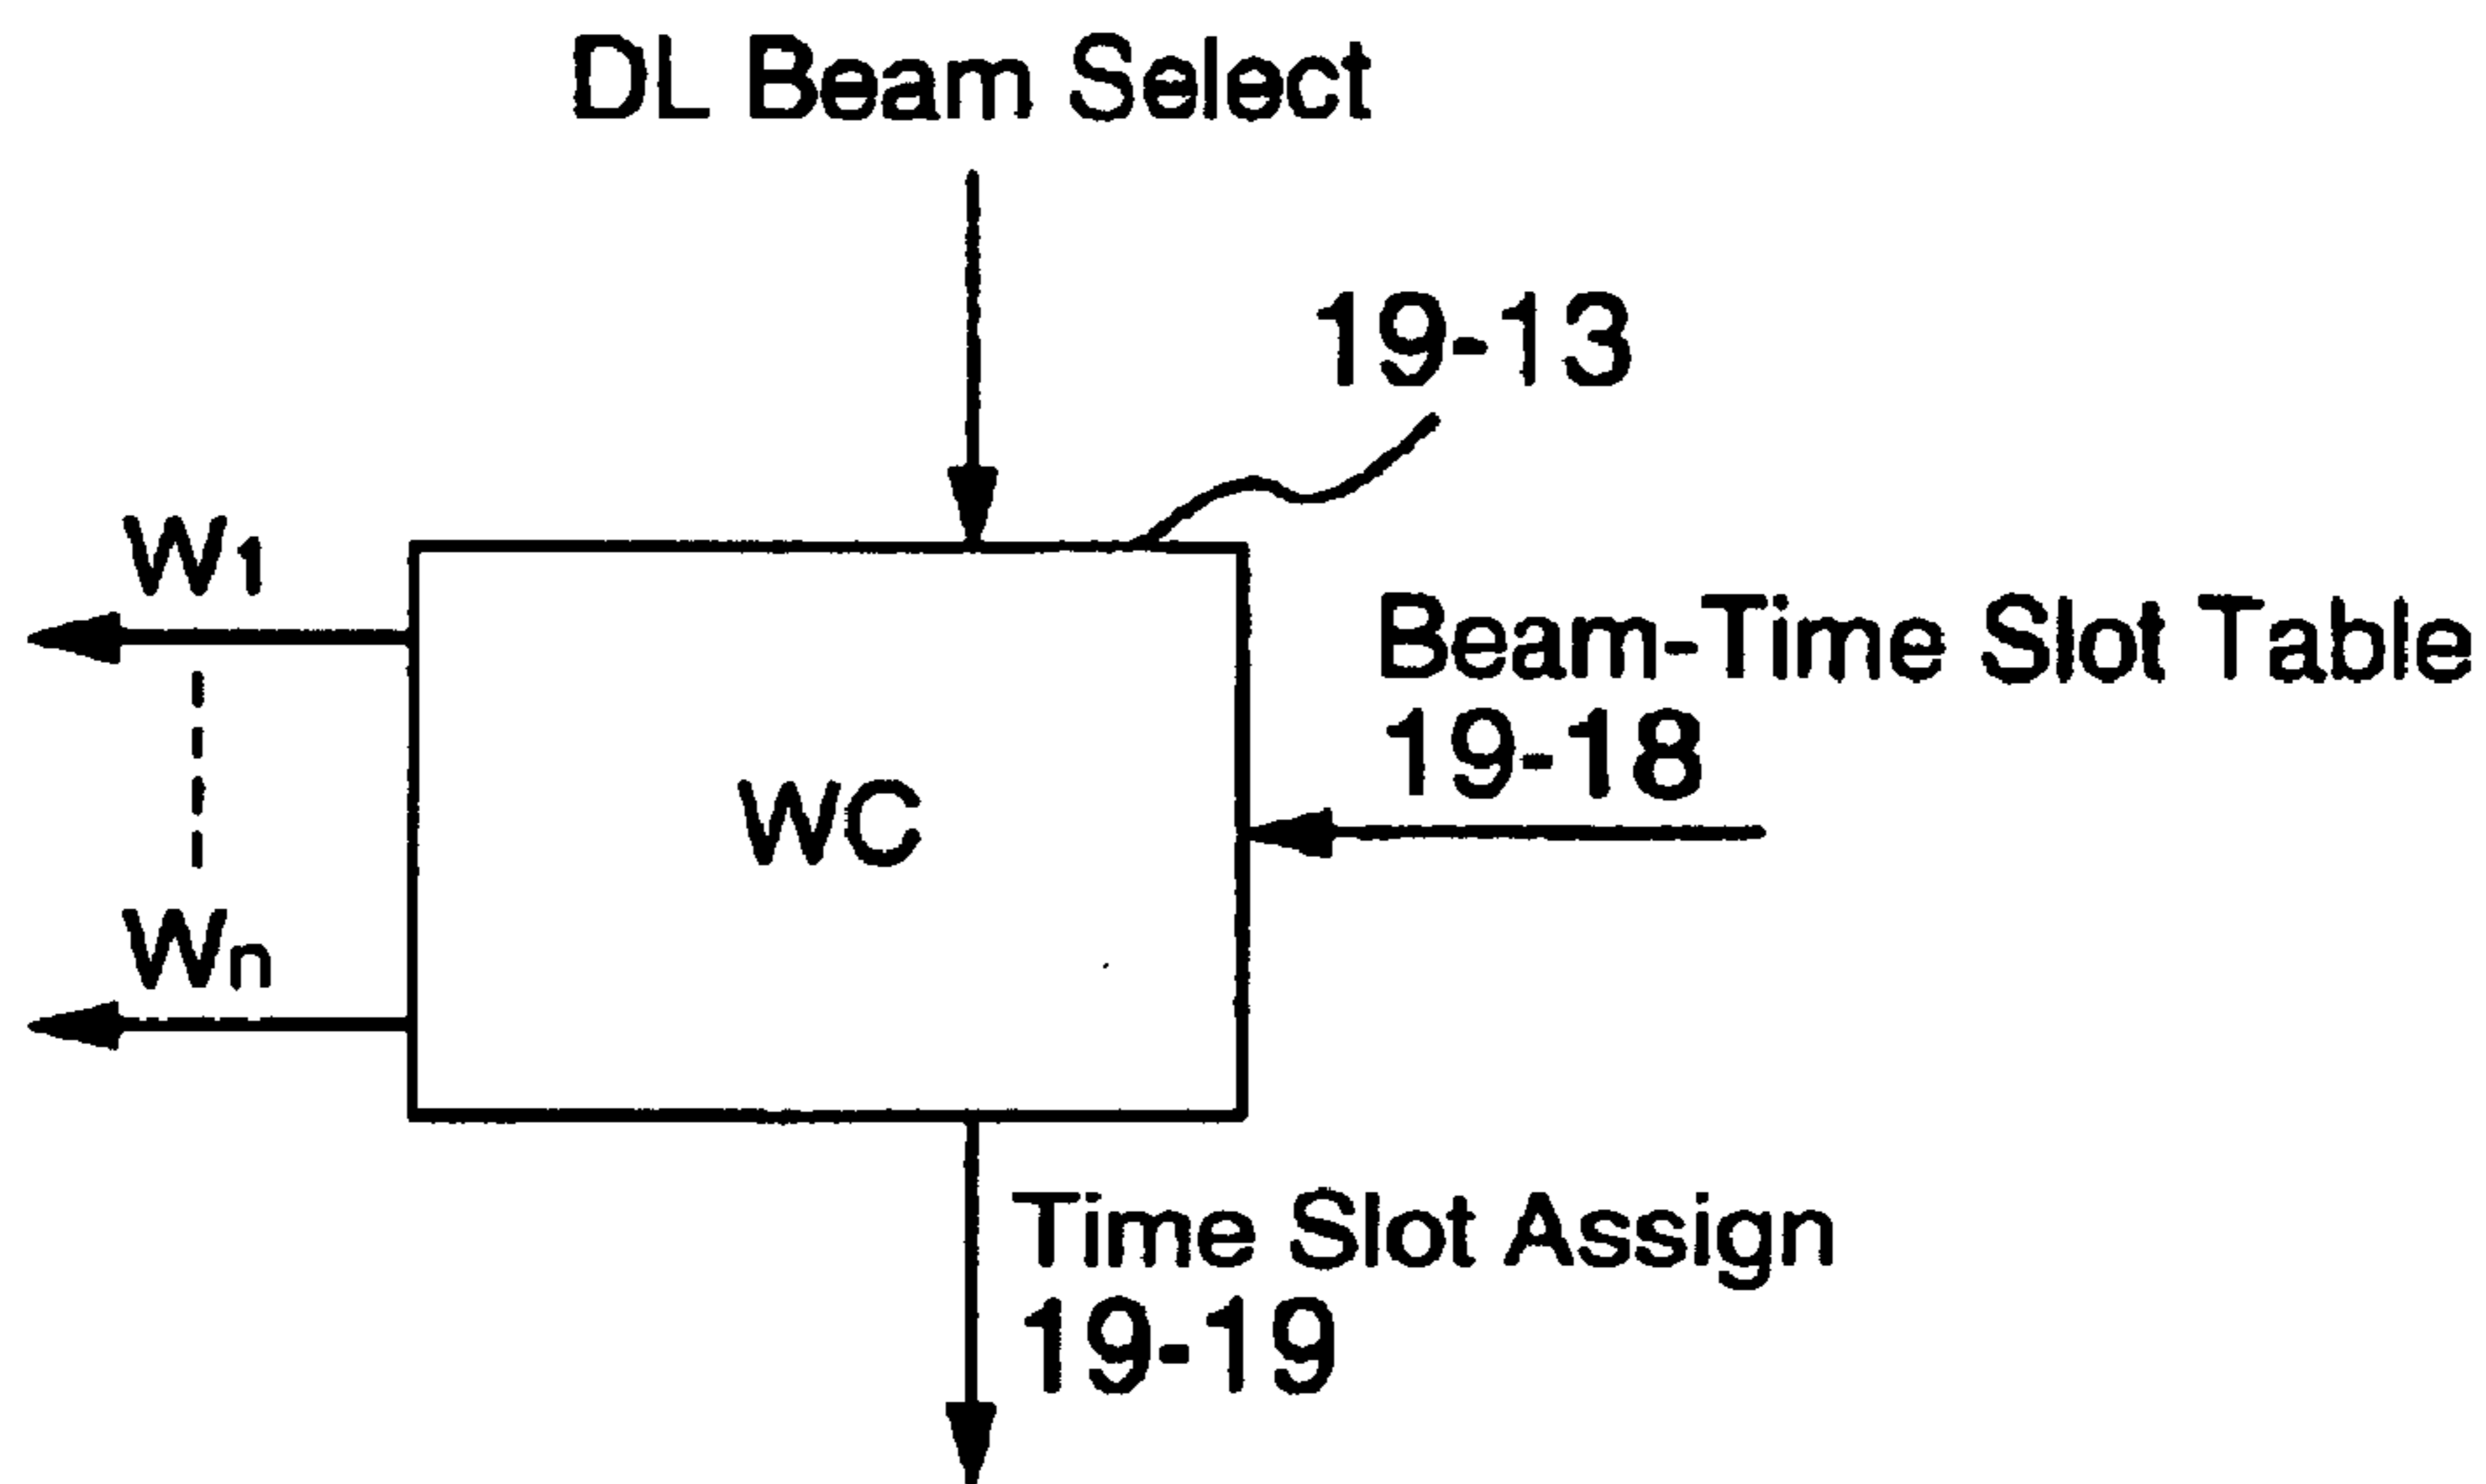 DL Beam Select
19-13
W1
Beam-Time Slot Table
19-18
WC
Wn
Time Slot Assign
19-19